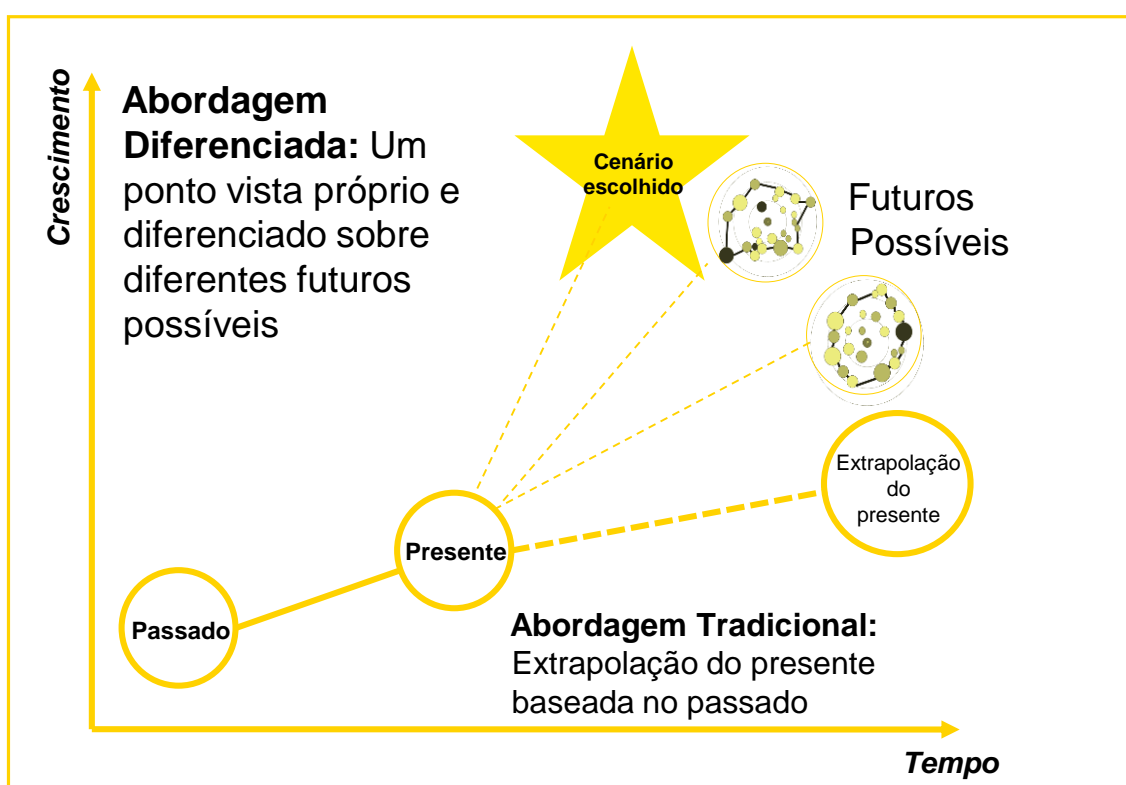 Crescimento
Abordagem
Diferenciada: Um
ponto vista próprio e
diferenciado sobre
diferentes futuros
possíveis
Cenário
escolhido
Futuros
Possíveis
Extrapolação
do
presente
Presente
Passado
Abordagem Tradicional:
Extrapolação do presente
baseada no passado
Tempo